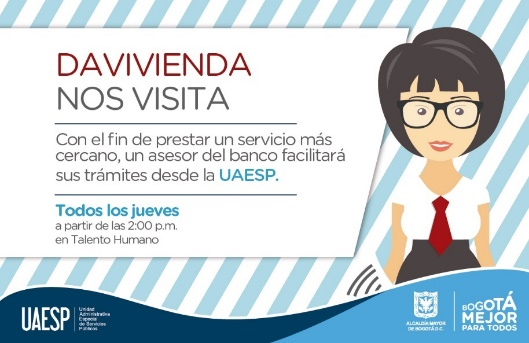 DAVIVIENDA
NOS VISITA
Con el fin de prestar un servicio más
cercano, un asesor del banco facilitará
sus trámites desde la UAESP.
Todos los jueves
a partir de las 2:00 p.m.
en Talento Humano
UAESP
Unidad
Administrativa
Especial
de Servicios
Públicos
ALCALDÍA MAYOR
DE BOGOTÁ D.C.
BOGOTÁ
MEJOR
PARA TODOS